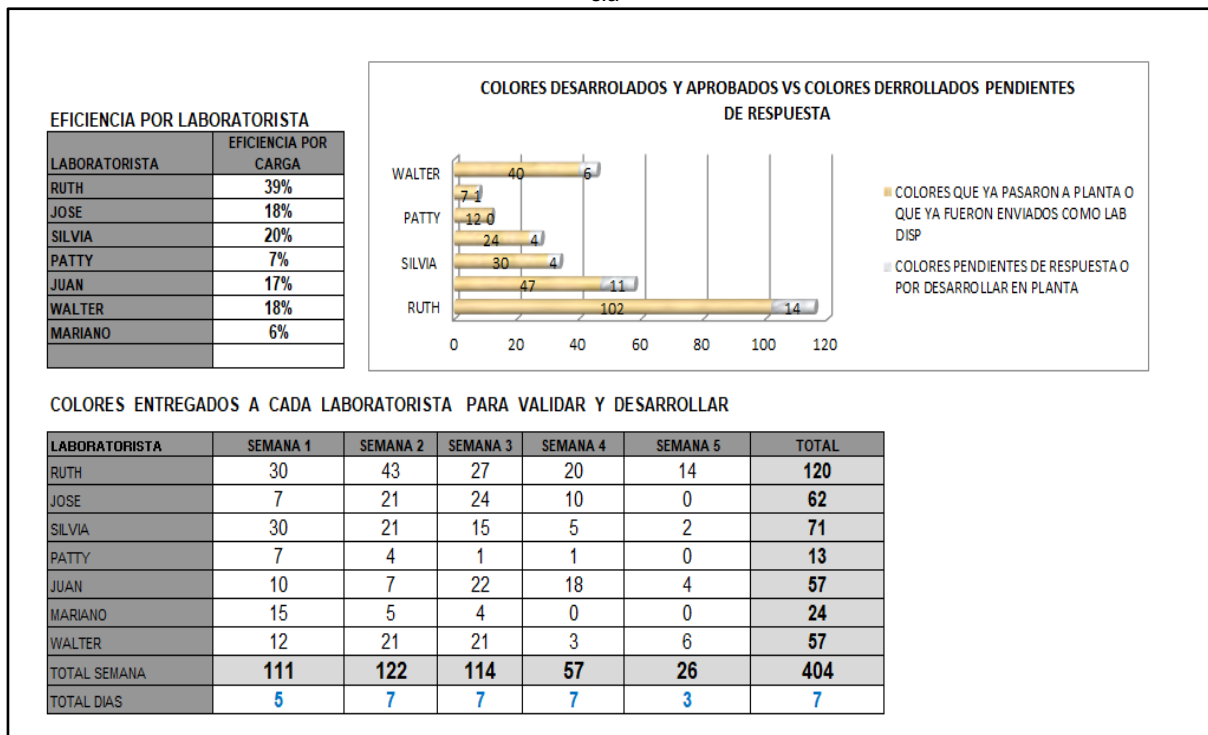 EFICIENCIA POR LABORATORISTA
LABORATORISTA EFICIENCIA POR CARGA
RUTH 39%
JOSE 18%
SILVIA 20%
PATTY 7%
JUAN 17%
WALTER 18%
MARIANO 6%
COLORES DESARROLADOS Y APROBADOS VS COLORES DERROLLADOS PENDIENTES
DE RESPUESTA
WALTER 40 6
7 1
PATTY 12 0
24 4
SILVIA 30 4
47 11
RUTH 102 14
0 20 40 60 80 100 120
COLORES QUE YA PASARON A PLANTA O
QUE YA FUERON ENVIADOS COMO LAB
DISP
COLORES PENDIENTES DE RESPUESTA O
POR DESARROLLAR EN PLANTA
COLORES ENTREGADOS A CADA LABORATORISTA PARA VALIDAR Y DESARROLLAR
LABORATORISTA SEMANA 1 SEMANA 2 SEMANA 3 SEMANA 4 SEMANA 5 TOTAL
RUTH 30 43 27 20 14 120
JOSE 7 21 24 10 0 62
SILVIA 30 21 15 5 2 71
PATTY 7 4 1 1 0 13
JUAN 10 7 22 18 4 57
MARIANO 15 5 4 0 0 24
WALTER 12 21 21 3 6 57
TOTAL SEMANA 111 122 114 57 26 404
TOTAL DIAS 5 7 7 7 3 7